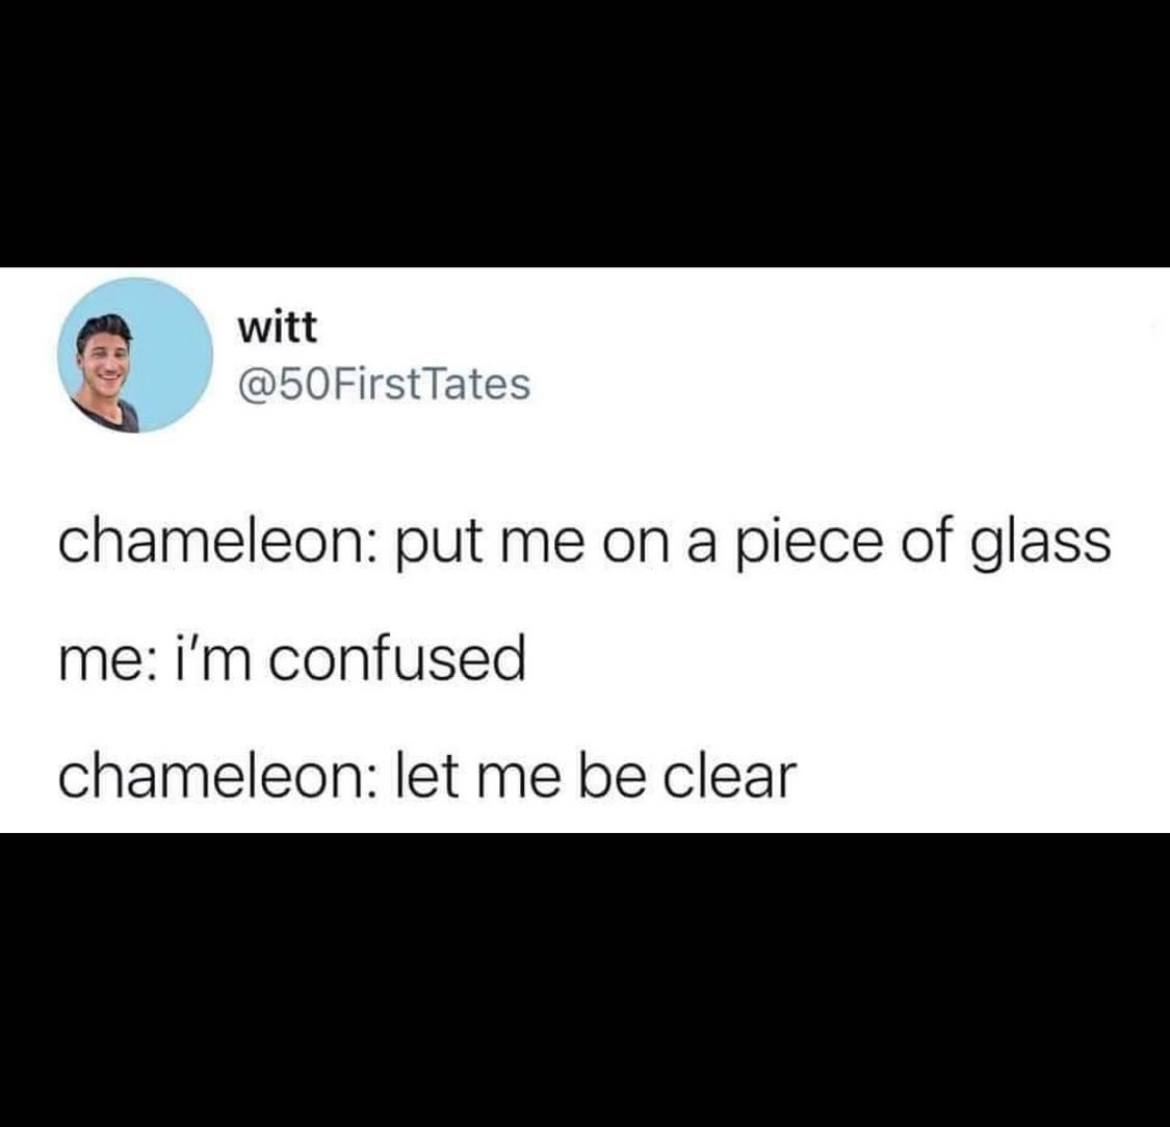 witt
@50FirstTates
chameleon: put me on a piece of glass
me: i'm confused
chameleon: let me be clear